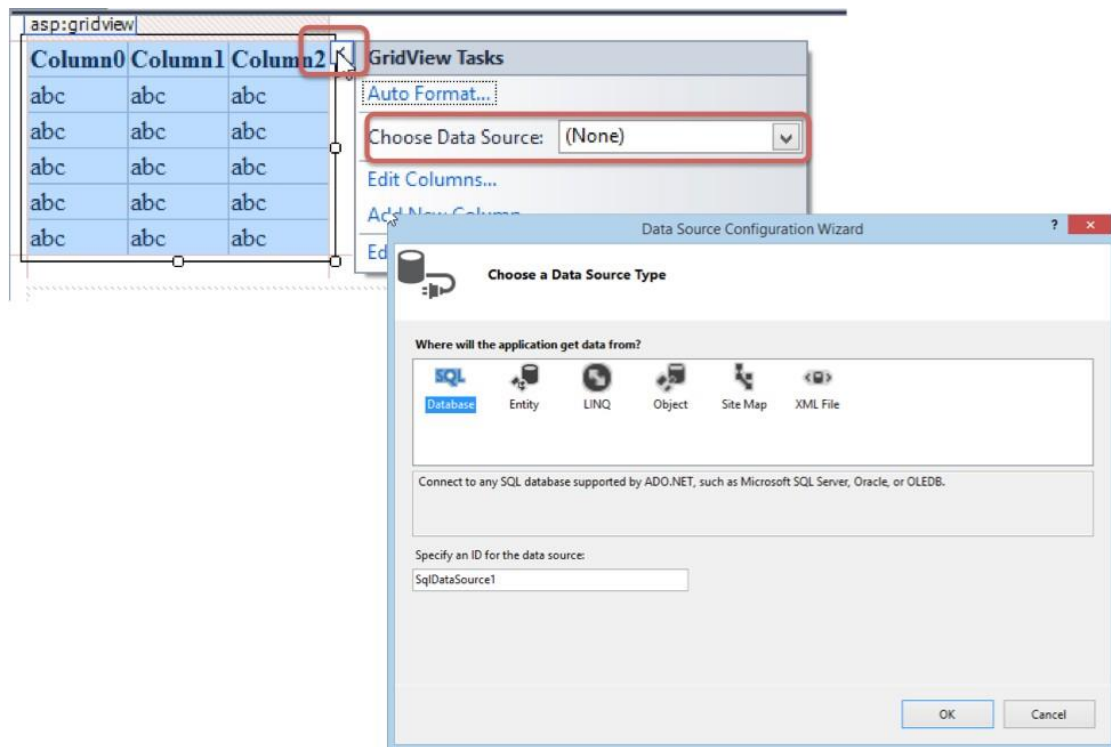 asp:gridview
Column0 Column1 Column2
abc abc abc
abc abc abc
abc abc abc
abc abc abc
abc abc abc
GridView Tasks
Auto Format...
Choose Data Source: (None)
Edit Columns...
Add New Column
Ed
Data Source Configuration Wizard ? ×
Choose a Data Source Type
Where will the application get data from?
SQL
Database Entity LINQ Object Site Map XML File
Connect to any SQL database supported by ADO.NET, such as Microsoft SQL Server, Oracle, or OLEDB.
Specify an ID for the data source:
SqlDataSource1
OK Cancel